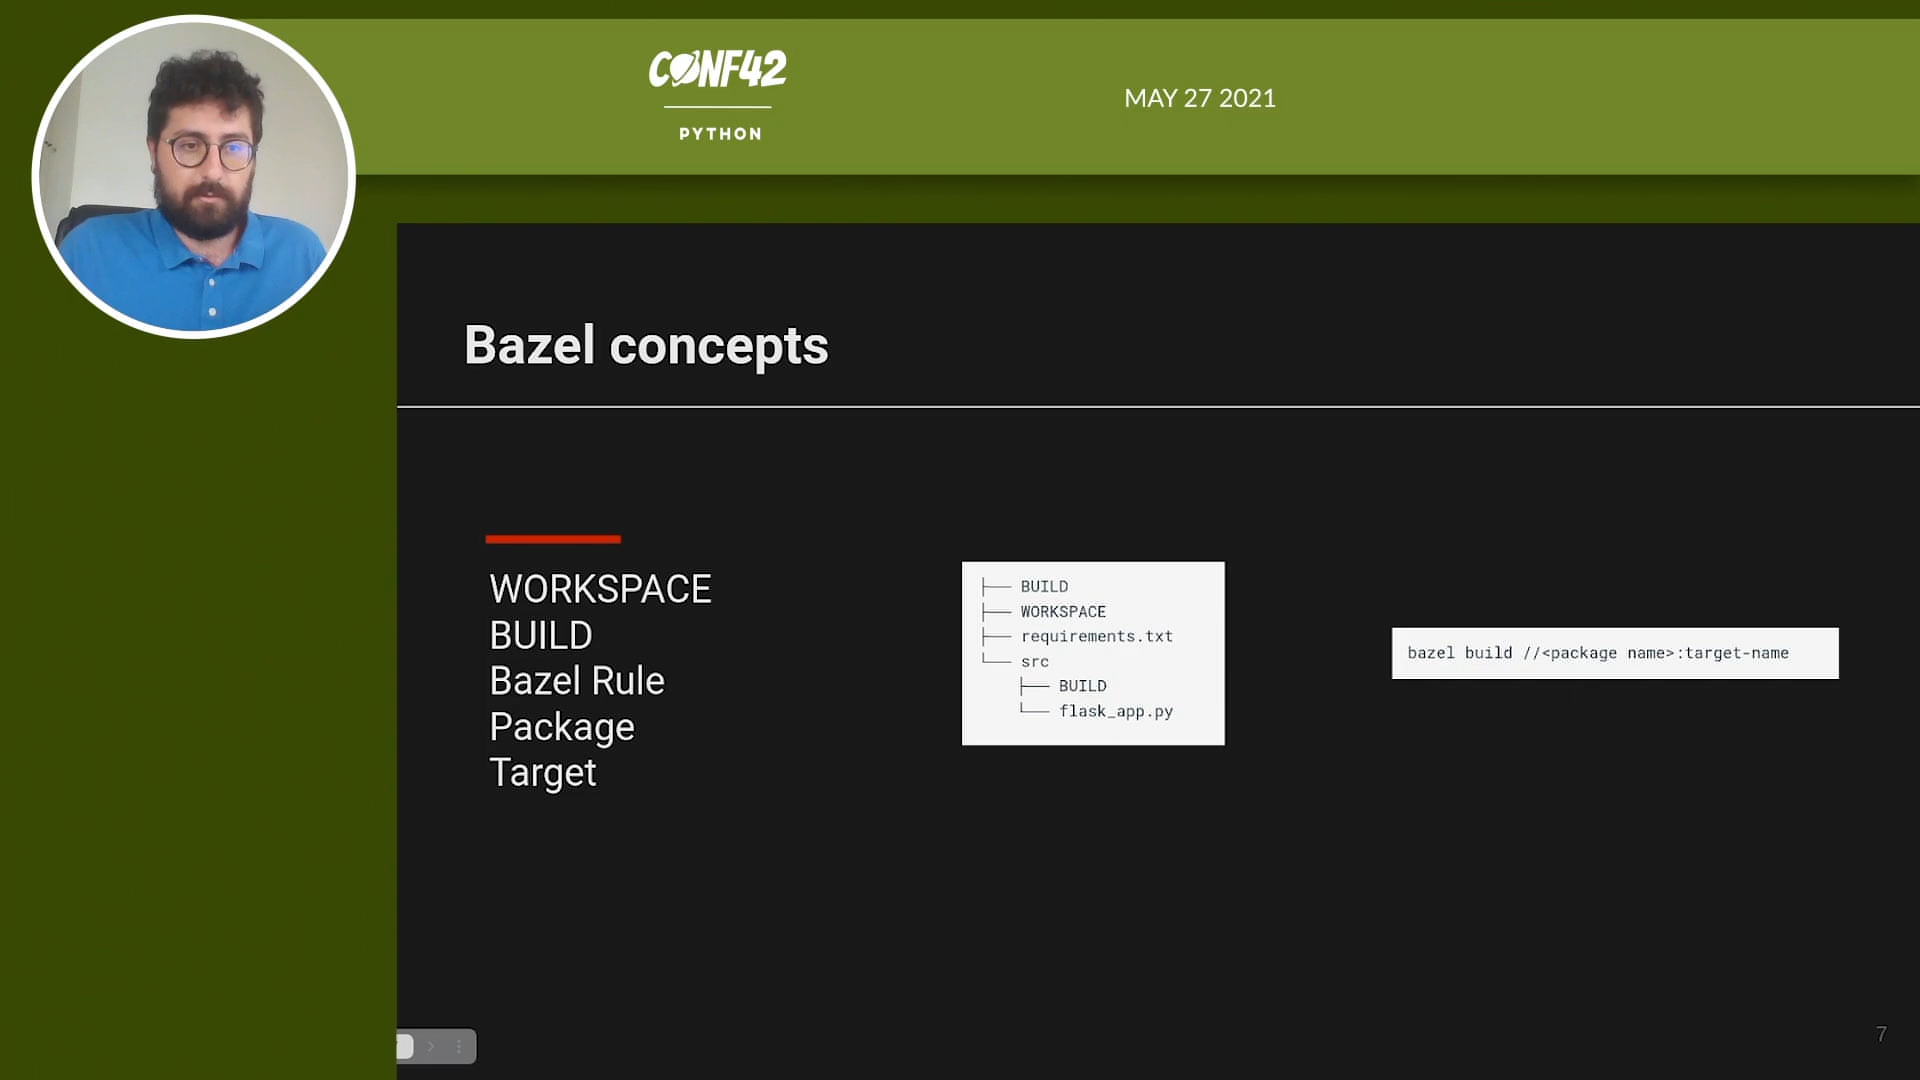 CONF42
PYTHON
MAY 27 2021
Bazel concepts
WORKSPACE
BUILD
Bazel Rule
Package
Target
├── BUILD
├── WORKSPACE
├── requirements.txt
└── src
    ├── BUILD
    └── flask_app.py
bazel build //<package name>:target-name
7